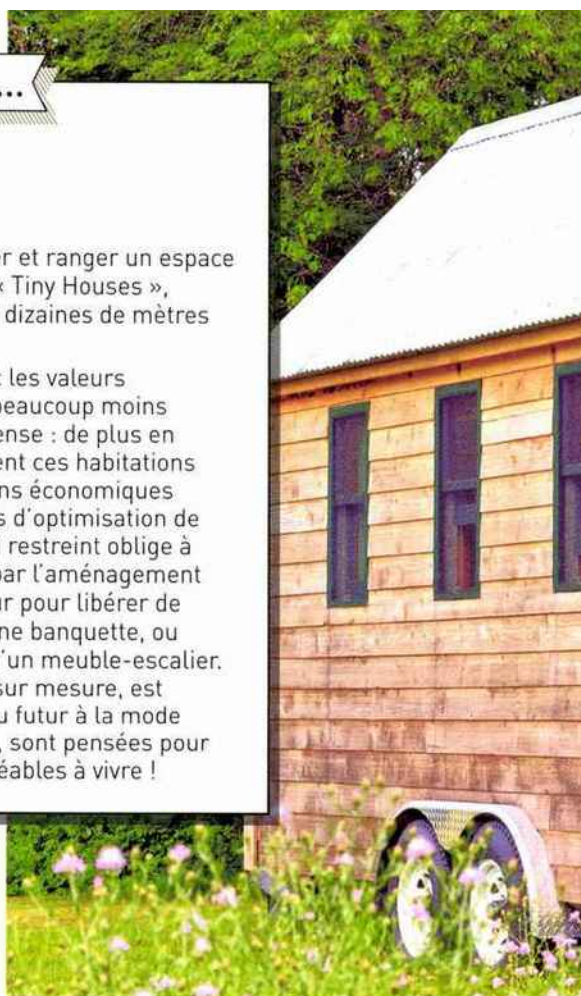 ...
er et ranger un espace
« Tiny Houses »,
dizaines de mètres
les valeurs
beaucoup moins
ense : de plus en
ent ces habitations
ns économiques
s d'optimisation de
restreint oblige à
par l'aménagement
ur pour libérer de
ne banquette, ou
'un meuble-escalier.
sur mesure, est
u futur à la mode
, sont pensées pour
éables à vivre !